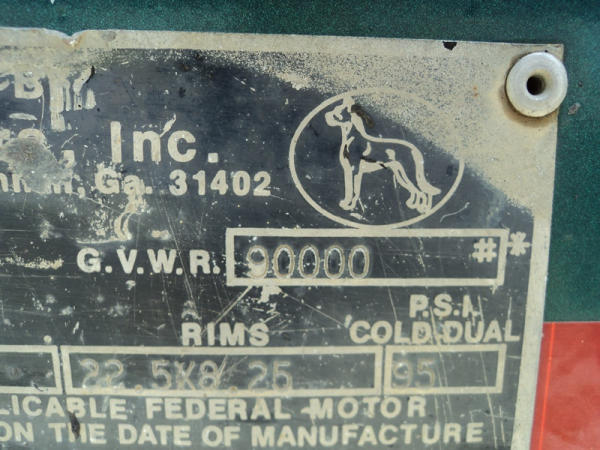 B
Inc.
Ga. 31402
G.V.W.R. 90000 #*
P.S.I.
RIMS COLD.DUAL
22.5X8.25 95
FEDERAL MOTOR
ON THE DATE OF MANUFACTURE